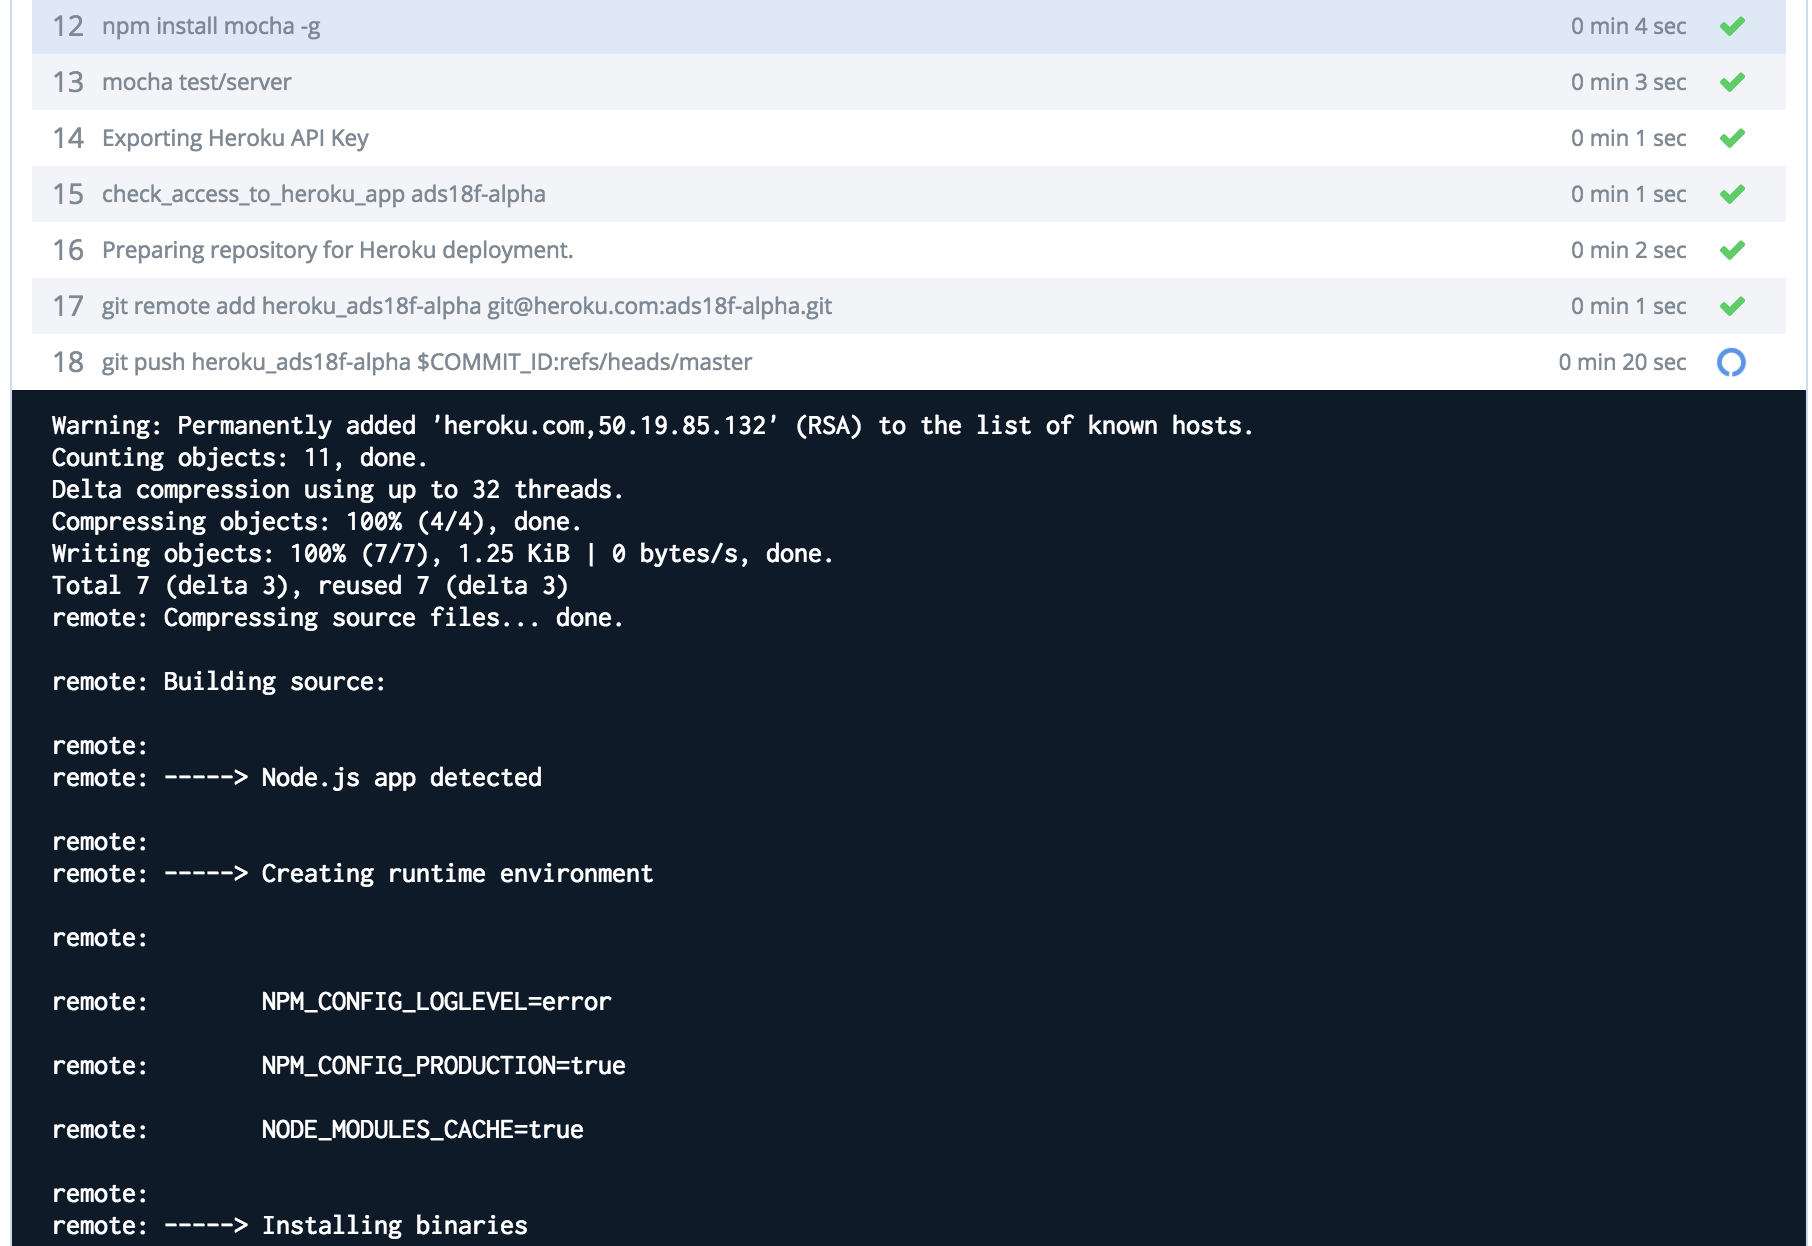 12 npm install mocha -g 0 min 4 sec
13 mocha test/server 0 min 3 sec
14 Exporting Heroku API Key 0 min 1 sec
15 check_access_to_heroku_app ads18f-alpha 0 min 1 sec
16 Preparing repository for Heroku deployment. 0 min 2 sec
17 git remote add heroku_ads18f-alpha git@heroku.com:ads18f-alpha.git 0 min 1 sec
18 git push heroku_ads18f-alpha $COMMIT_ID:refs/heads/master 0 min 20 sec
Warning: Permanently added 'heroku.com,50.19.85.132' (RSA) to the list of known hosts.
Counting objects: 11, done.
Delta compression using up to 32 threads.
Compressing objects: 100% (4/4), done.
Writing objects: 100% (7/7), 1.25 KiB | 0 bytes/s, done.
Total 7 (delta 3), reused 7 (delta 3)
remote: Compressing source files... done.
remote: Building source:
remote:
remote: -----> Node.js app detected
remote:
remote: -----> Creating runtime environment
remote:
remote: NPM_CONFIG_LOGLEVEL=error
remote: NPM_CONFIG_PRODUCTION=true
remote: NODE_MODULES_CACHE=true
remote:
remote: -----> Installing binaries